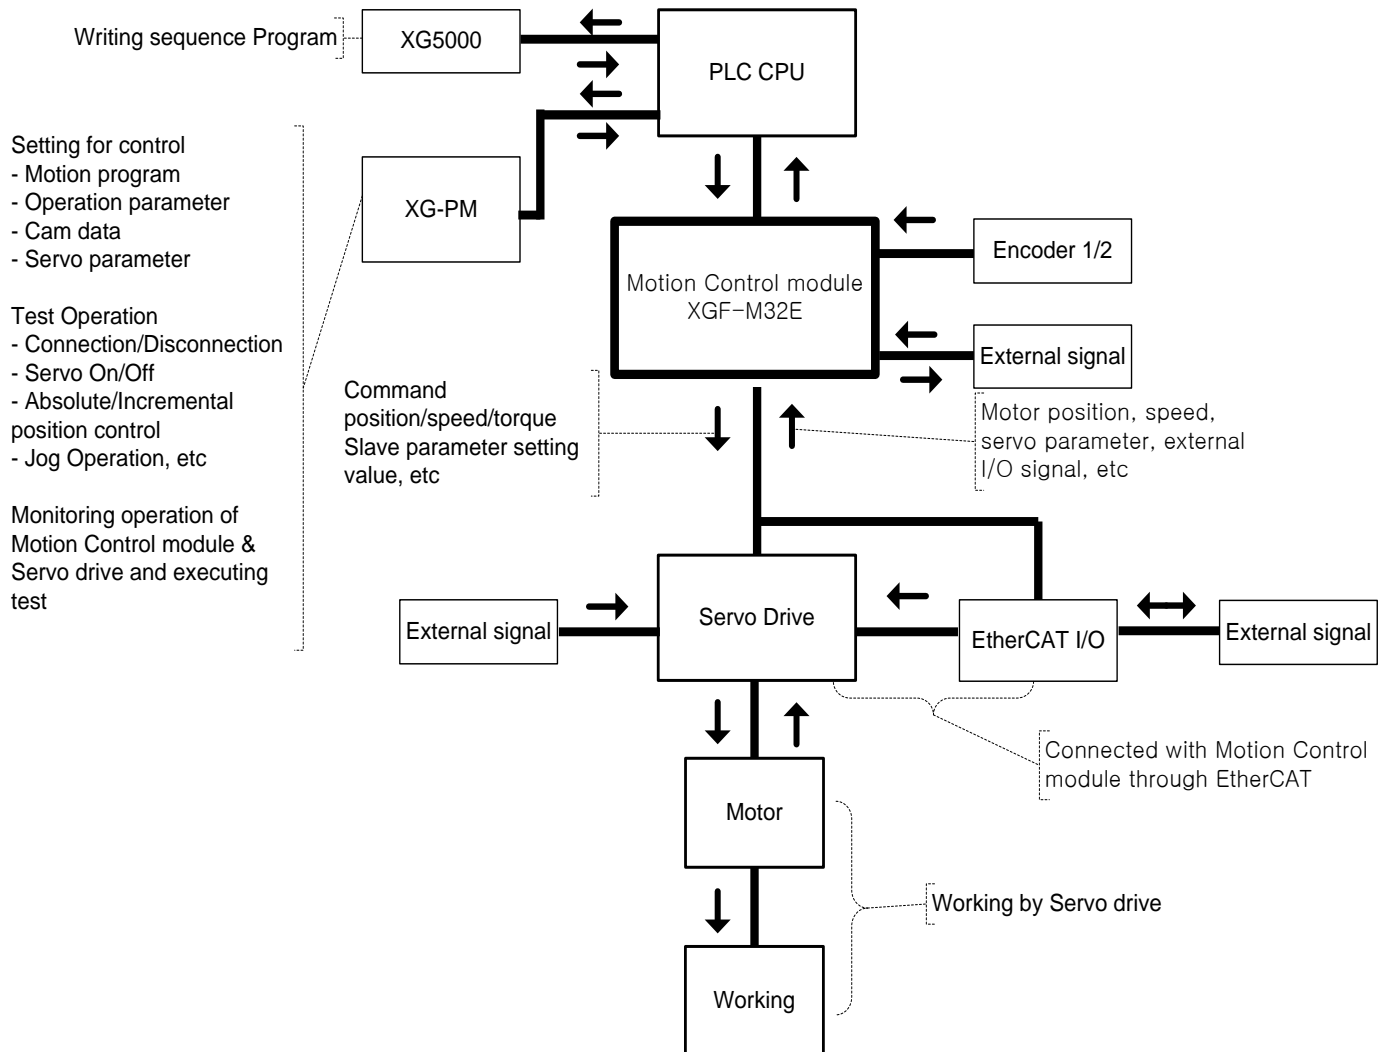 Writing sequence Program
XG5000
PLC CPU
Setting for control
- Motion program
- Operation parameter
- Cam data
- Servo parameter
Test Operation
- Connection/Disconnection
- Servo On/Off
- Absolute/Incremental
position control
- Jog Operation, etc
Monitoring operation of
Motion Control module &
Servo drive and executing
test
XG-PM
Motion Control module
XGF-M32E
Encoder 1/2
External signal
Command
position/speed/torque
Slave parameter setting
value, etc
Motor position, speed,
servo parameter, external
I/O signal, etc
External signal
Servo Drive
EtherCAT I/O
External signal
Connected with Motion Control
module through EtherCAT
Motor
Working by Servo drive
Working